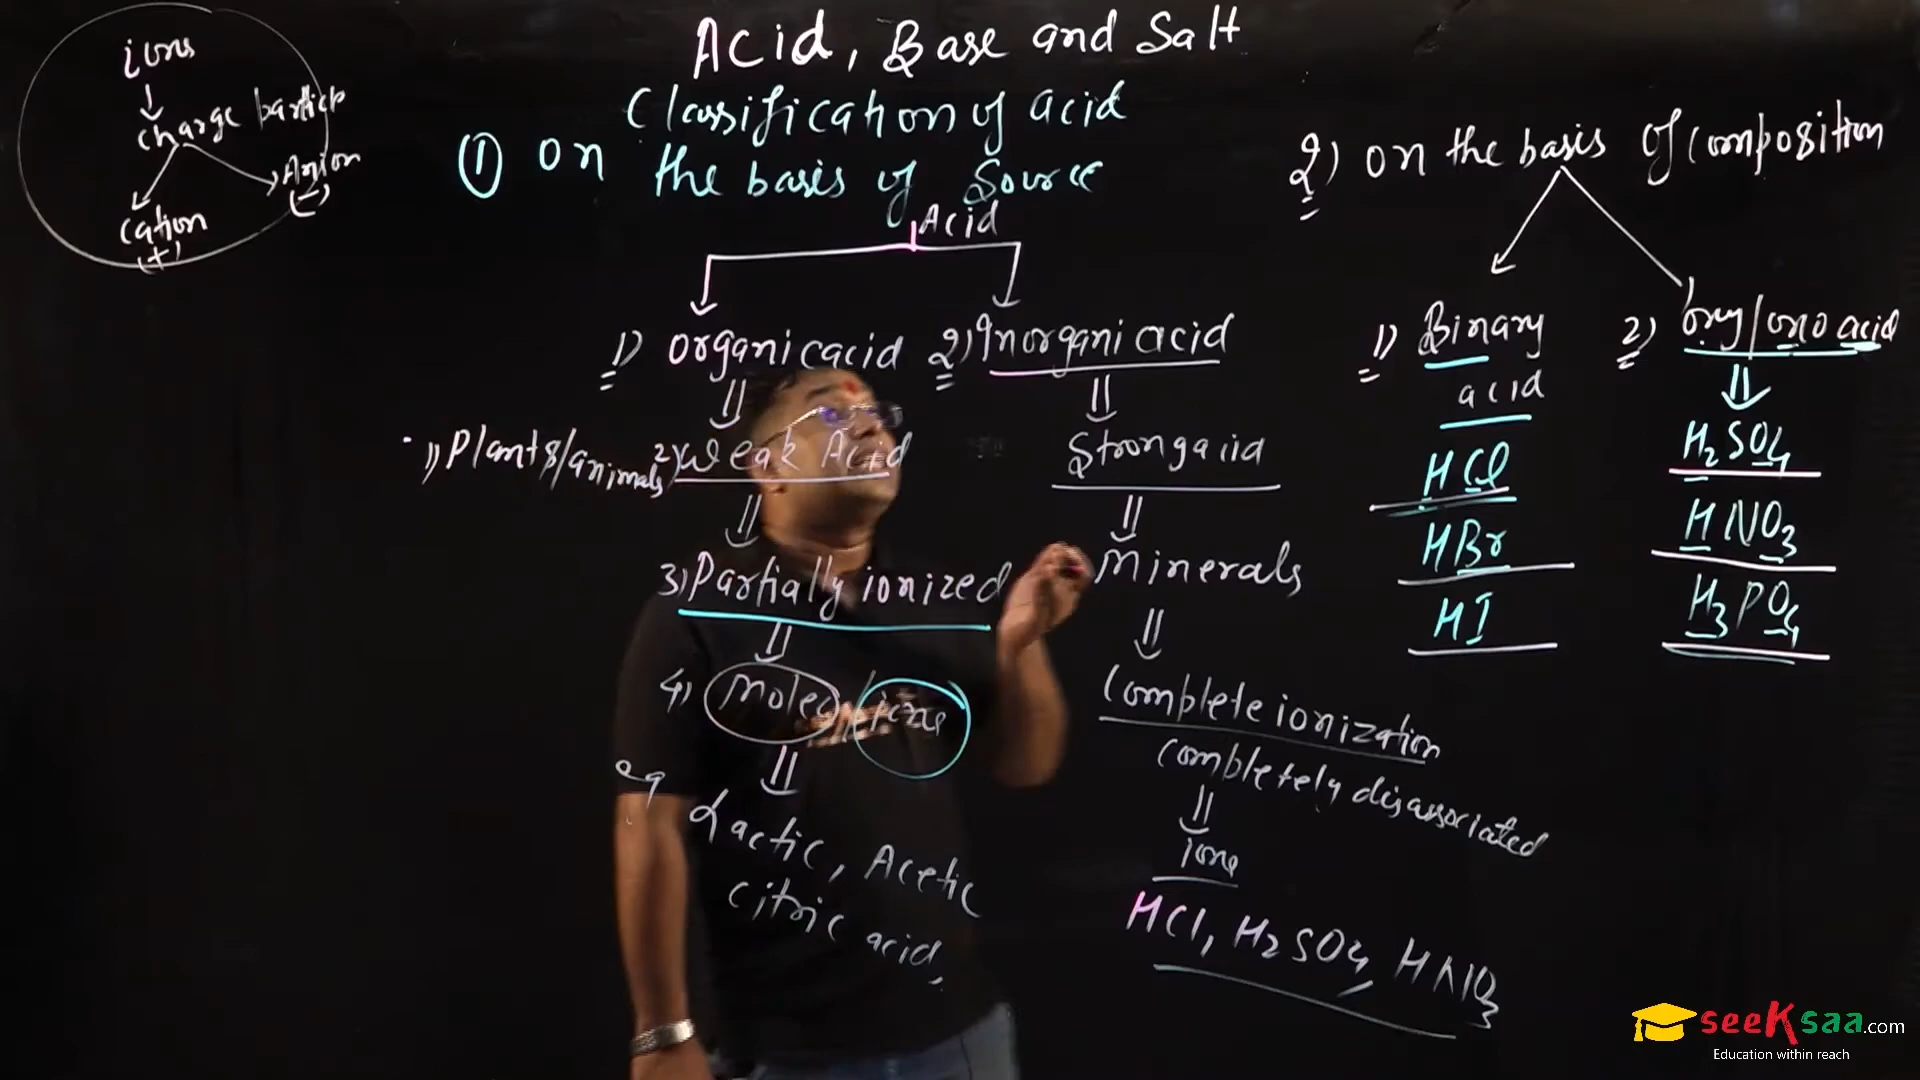 Acid, Base and Salt
ions
charge particle
Anion
(-)
cation
(+)
Classification of acid
① On the basis of Source
Acid
1) organic acid
1) Plants/animals
2) Weak Acid
3) Partially ionized
4) Molec/ions
eg
Lactic, Acetic
Citric acid,
2) Inorgani acid
Strong acid
Minerals
Complete ionization
completely disassociated
ions
HCl, H2SO4, HNO3
2) On the basis of composition
1) Binary
acid
HCl
HBr
HI
2) oxy/oxo acid
H2SO4
HNO3
H3PO4
seeKsaa.com
Education within reach